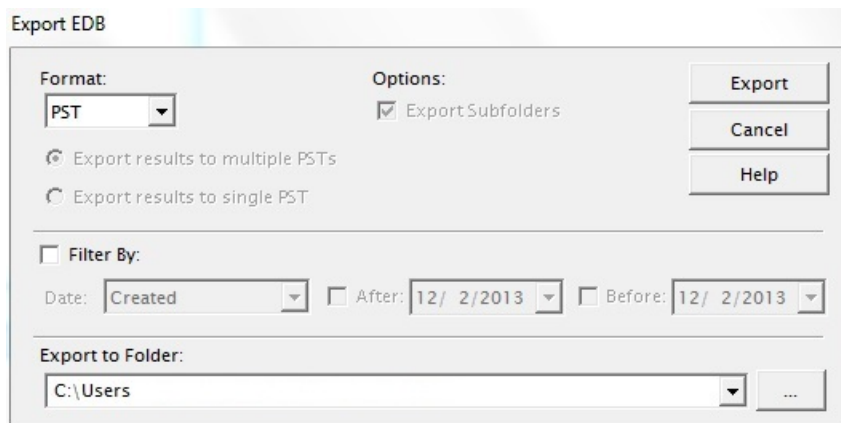 Export EDB
Format:
Options:
Export
PST
Export Subfolders
Cancel
Export results to multiple PSTs
Help
Export results to single PST
Filter By:
Date: Created After: 12/ 2/2013 Before: 12/ 2/2013
Export to Folder:
C:\Users ...